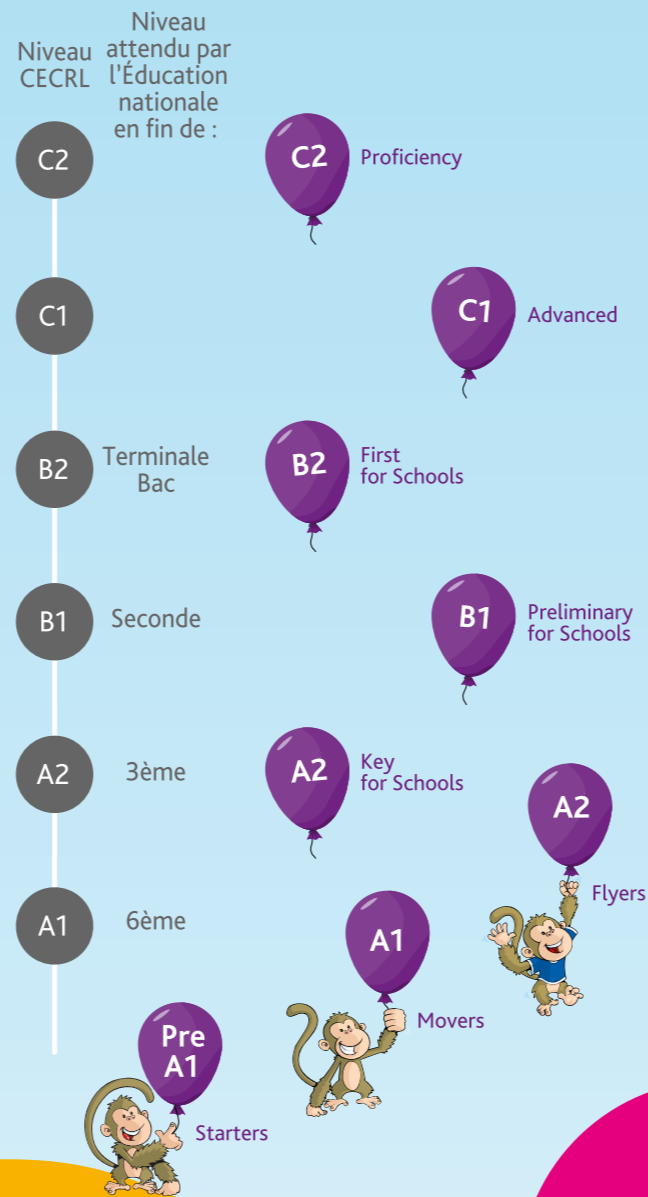 Niveau
CECRL
Niveau
attendu par
l'Éducation
nationale
en fin de :
C2
C2
Proficiency
C1
C1
Advanced
B2
Terminale
Bac
B2
First
for Schools
B1
Seconde
B1
Preliminary
for Schools
A2
3ème
A2
Key
for Schools
A2
Flyers
A1
6ème
A1
Movers
Pre
A1
Starters